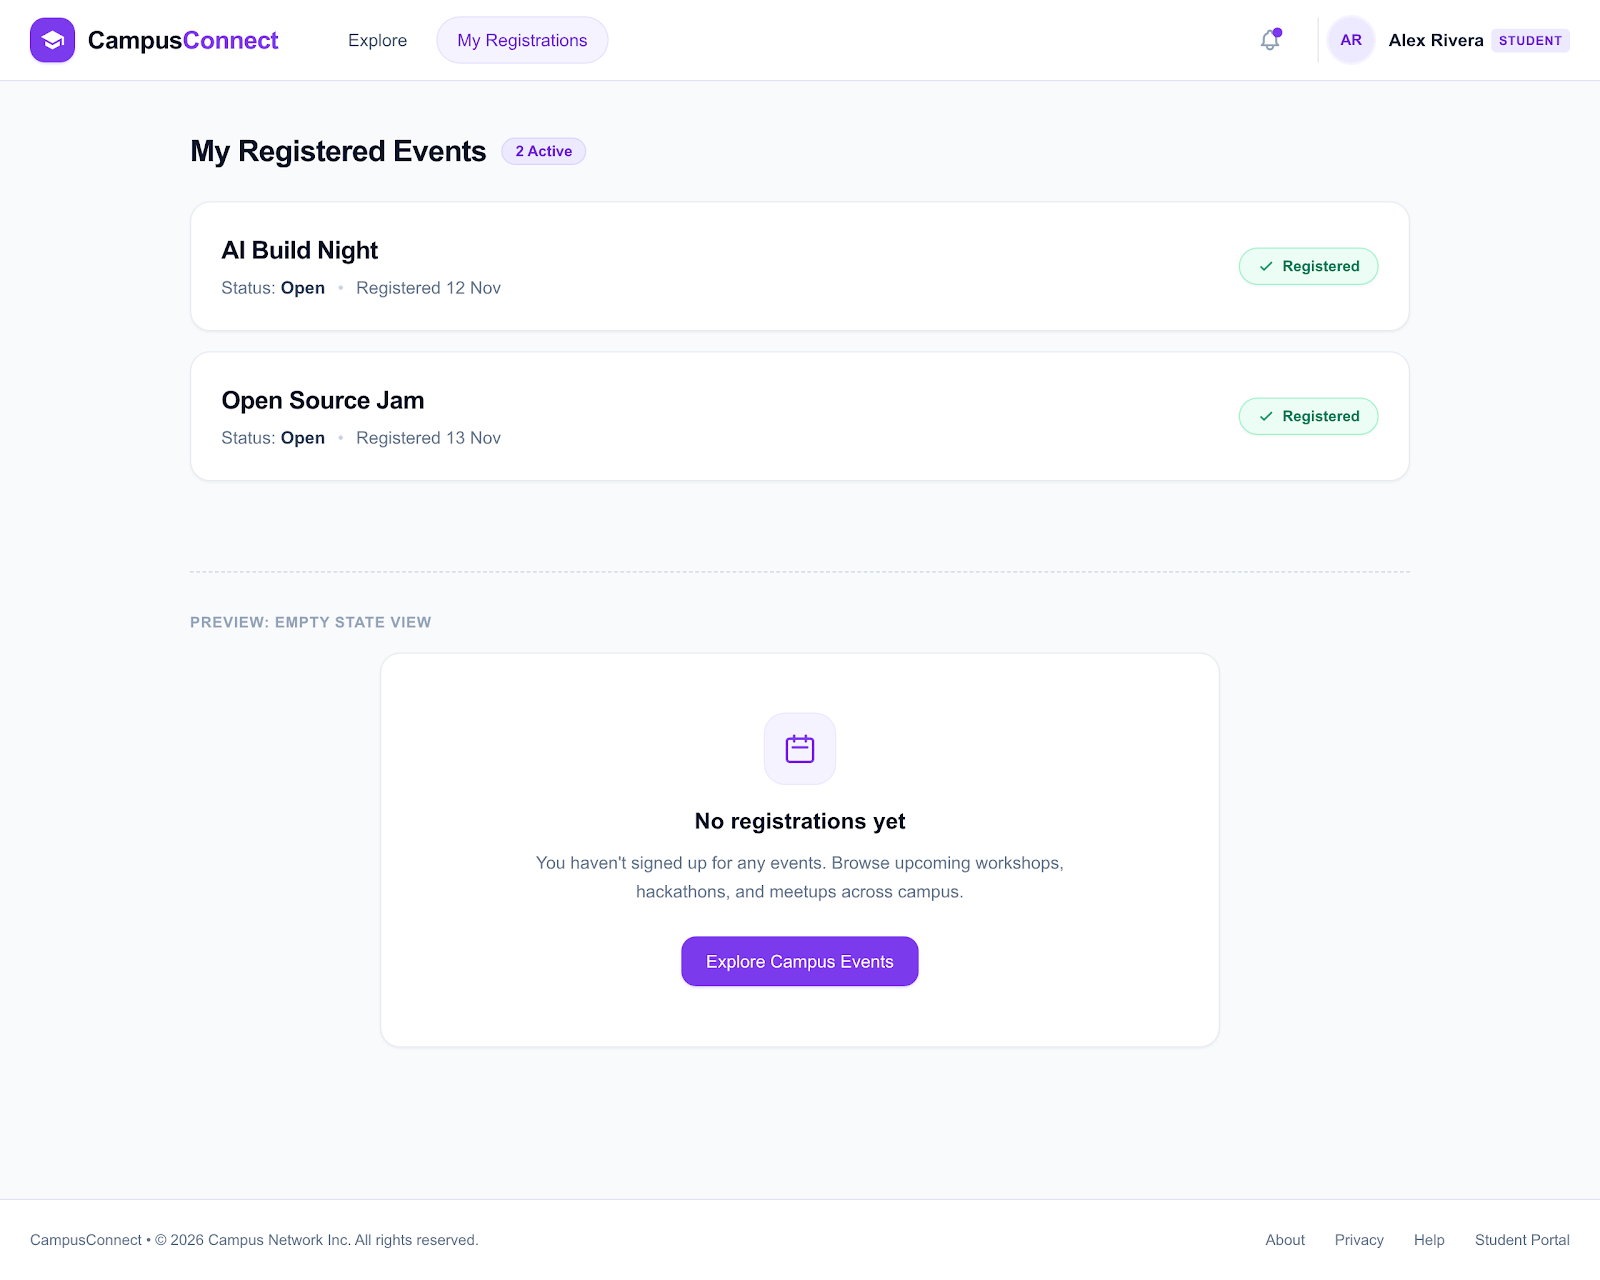 CampusConnect
Explore
My Registrations
AR
Alex Rivera
STUDENT
My Registered Events
2 Active
AI Build Night
Status: Open • Registered 12 Nov
Registered
Open Source Jam
Status: Open • Registered 13 Nov
Registered
PREVIEW: EMPTY STATE VIEW
No registrations yet
You haven't signed up for any events. Browse upcoming workshops,
hackathons, and meetups across campus.
Explore Campus Events
CampusConnect • © 2026 Campus Network Inc. All rights reserved.
About
Privacy
Help
Student Portal